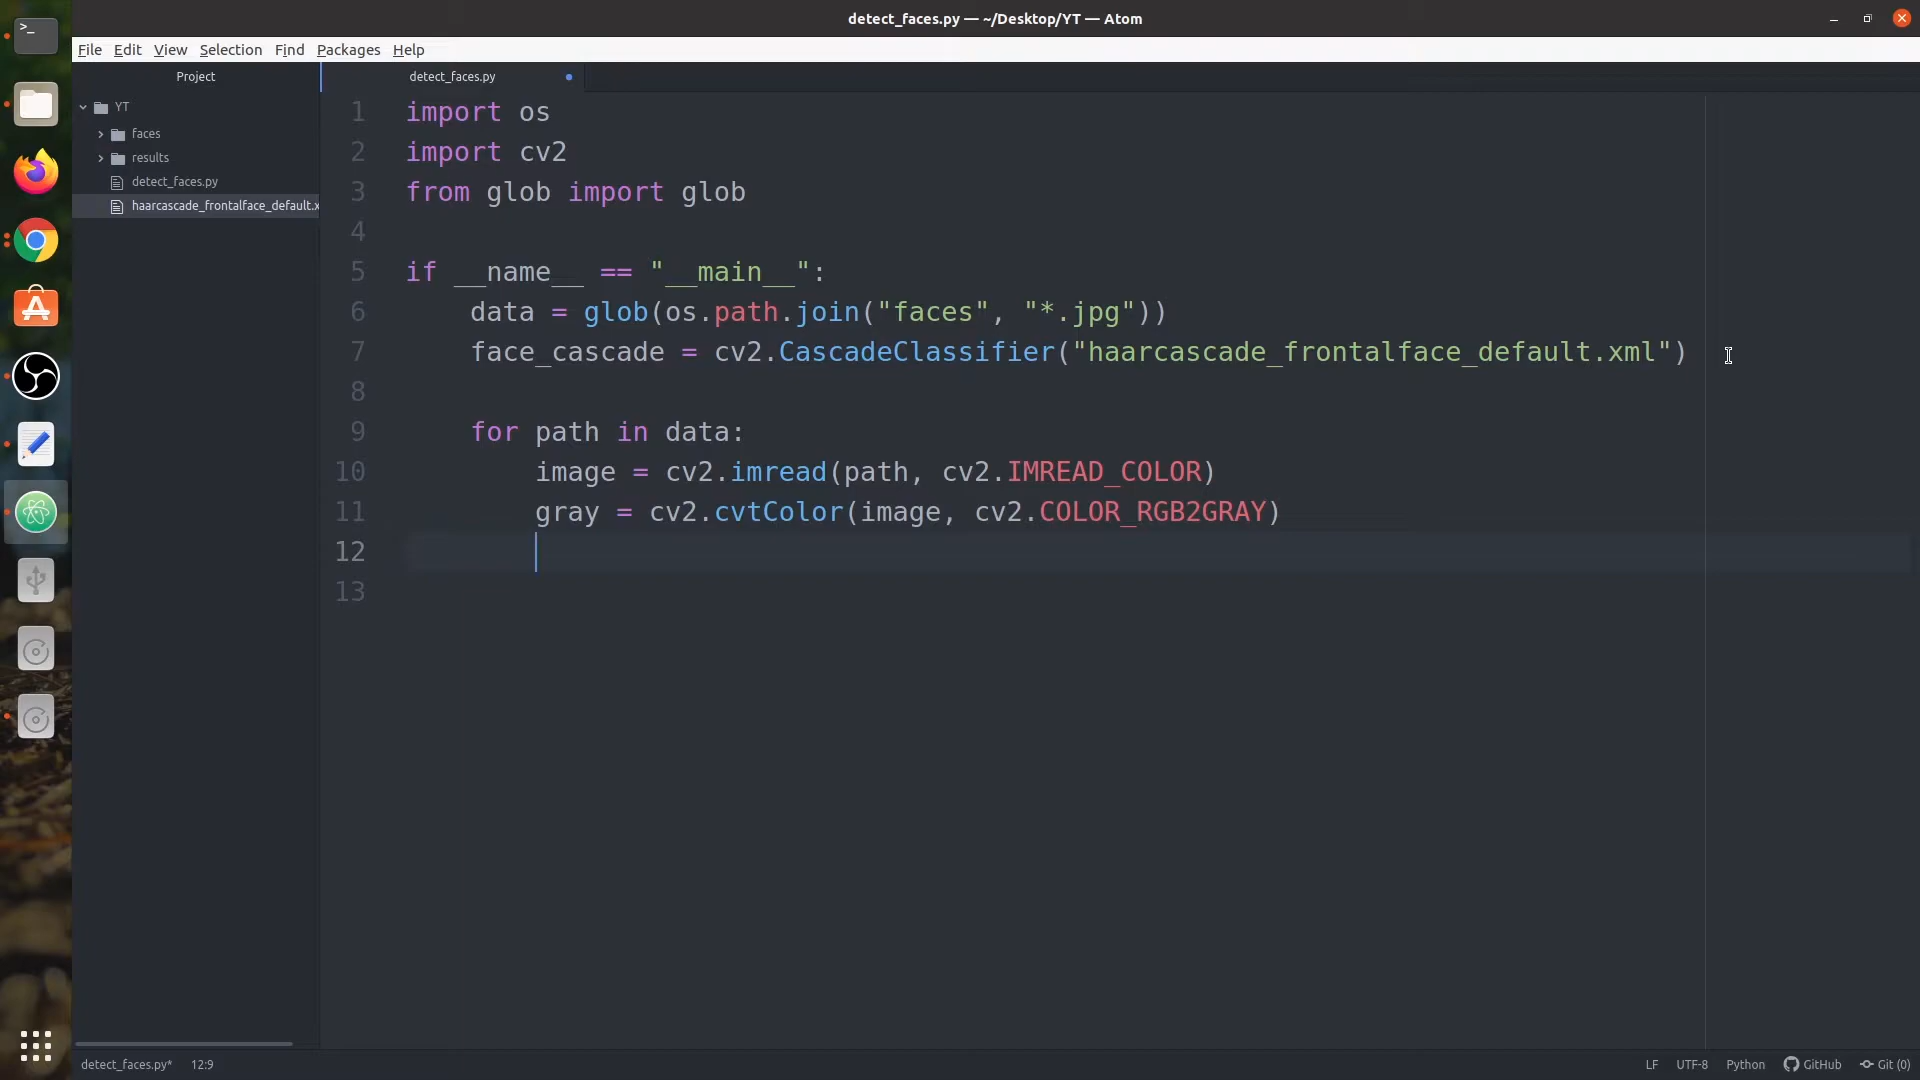 detect_faces.py — ~/Desktop/YT — Atom
File Edit View Selection Find Packages Help
Project
YT
faces
results
detect_faces.py
haarcascade_frontalface_default.x
detect_faces.py
1 import os
2 import cv2
3 from glob import glob
4
5 if __name__ == "__main__":
6 data = glob(os.path.join("faces", "*.jpg"))
7 face_cascade = cv2.CascadeClassifier("haarcascade_frontalface_default.xml")
8
9 for path in data:
10 image = cv2.imread(path, cv2.IMREAD_COLOR)
11 gray = cv2.cvtColor(image, cv2.COLOR_RGB2GRAY)
12
13
detect_faces.py* 12:9
LF UTF-8 Python GitHub Git (0)